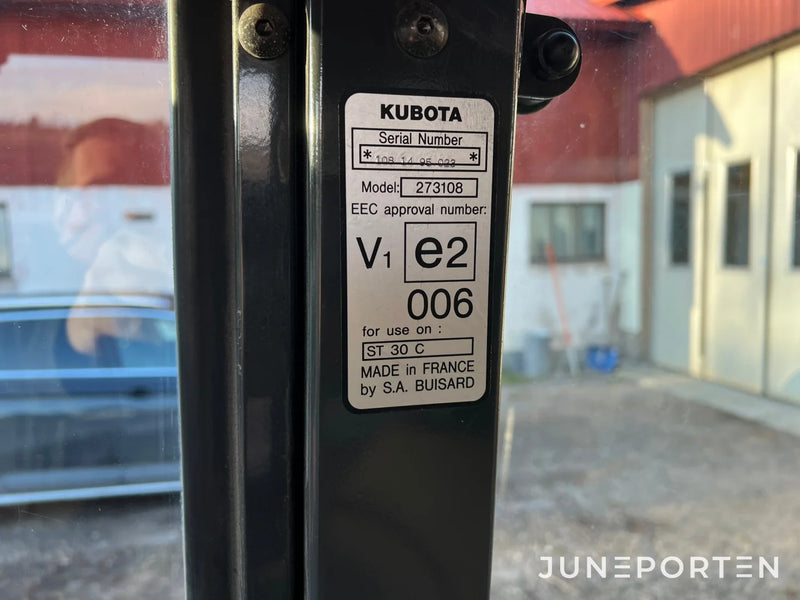 KUBOTA
Serial Number
* 108 14 95 023 *
Model: 273108
EEC approval number:
V1 e2
006
for use on :
ST 30 C
MADE in FRANCE
by S.A. BUISARD
JUNEPORTEN